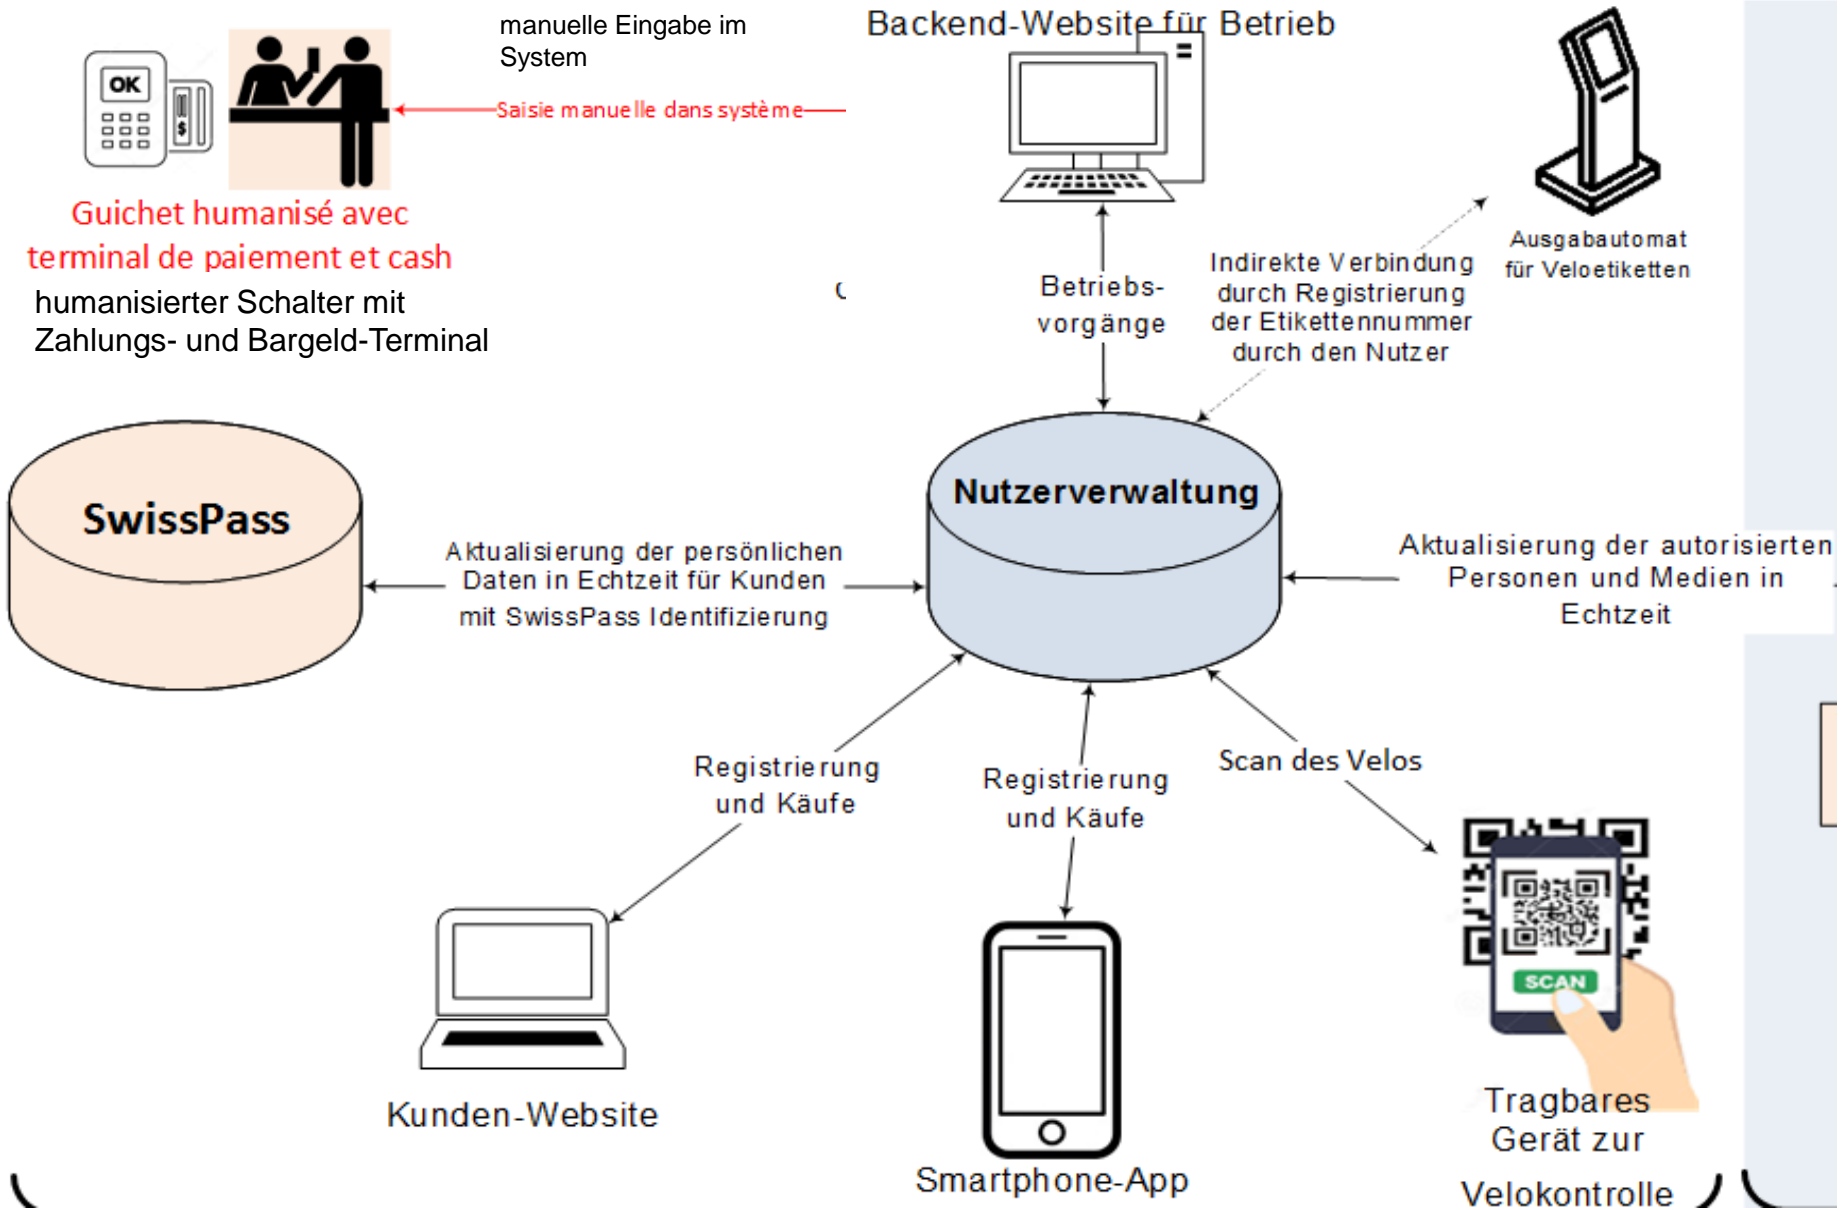 manuelle Eingabe im
System
Backend-Website für Betrieb
OK
$
Saisie manuelle dans système
Guichet humanisé avec
terminal de paiement et cash
humanisierter Schalter mit
Zahlungs- und Bargeld-Terminal
Ausgabautomat
für Veloetiketten
Indirekte Verbindung
durch Registrierung
der Etikettennummer
durch den Nutzer
Betriebs-
vorgänge
SwissPass
Nutzerverwaltung
Aktualisierung der persönlichen
Daten in Echtzeit für Kunden
mit SwissPass Identifizierung
Aktualisierung der autorisierten
Personen und Medien in
Echtzeit
Registrierung
und Käufe
Registrierung
und Käufe
Scan des Velos
SCAN
Kunden-Website
Smartphone-App
Tragbares
Gerät zur
Velokontrolle